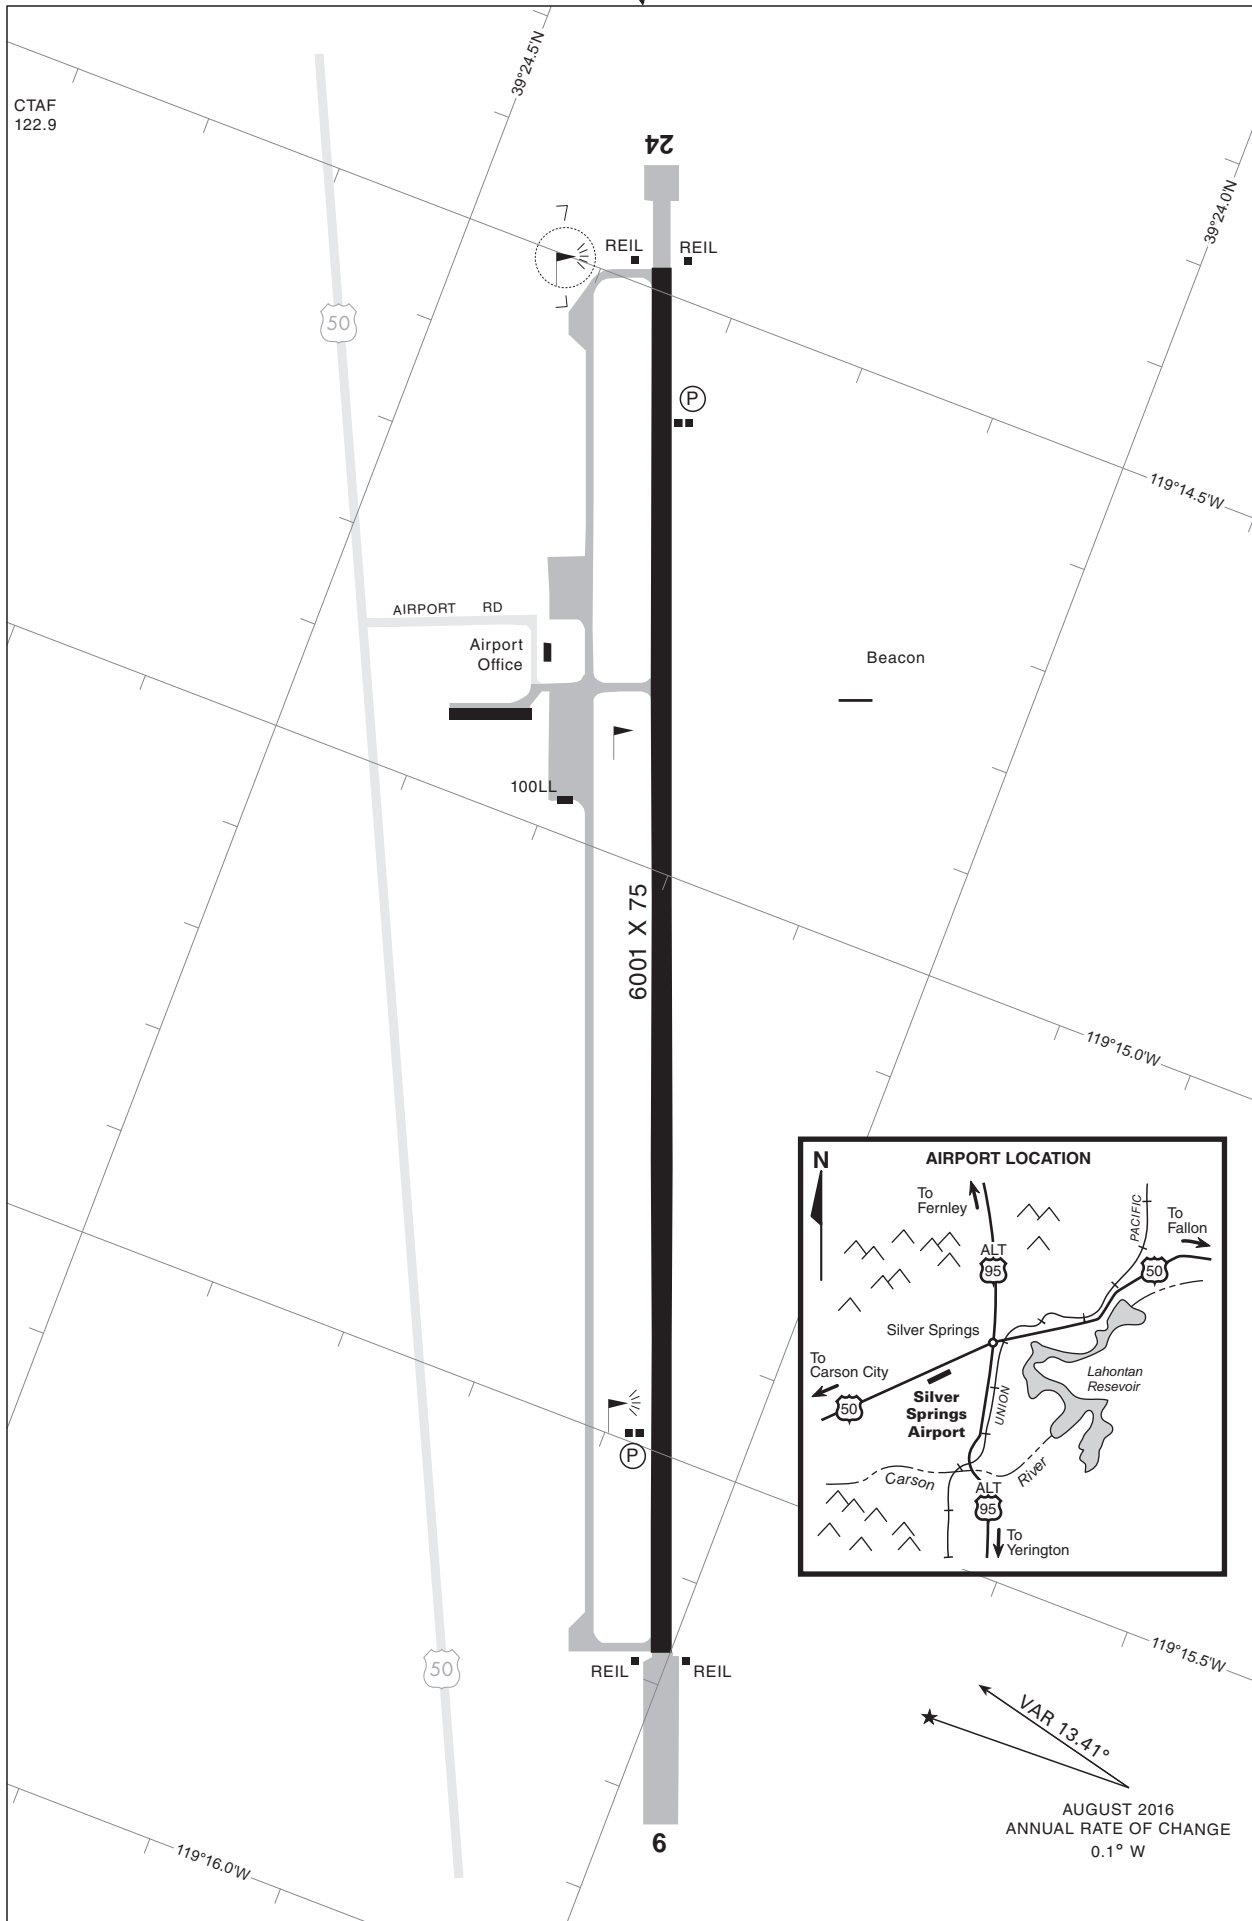 39°24.5'N
CTAF
122.9
24
39°24.0'N
REIL
REIL
50
P
119°14.5'W
AIRPORT RD
Airport
Office
Beacon
100LL
6001 X 75
119°15.0'W
N
AIRPORT LOCATION
To
Fernley
PACIFIC
To
Fallon
ALT
95
50
Silver Springs
To
Carson City
Lahontan
Resevoir
50
Silver
Springs
Airport
UNION
P
Carson
River
ALT
95
To
Yerington
119°15.5'W
REIL
REIL
50
VAR 13.41°
AUGUST 2016
ANNUAL RATE OF CHANGE
0.1° W
6
119°16.0'W